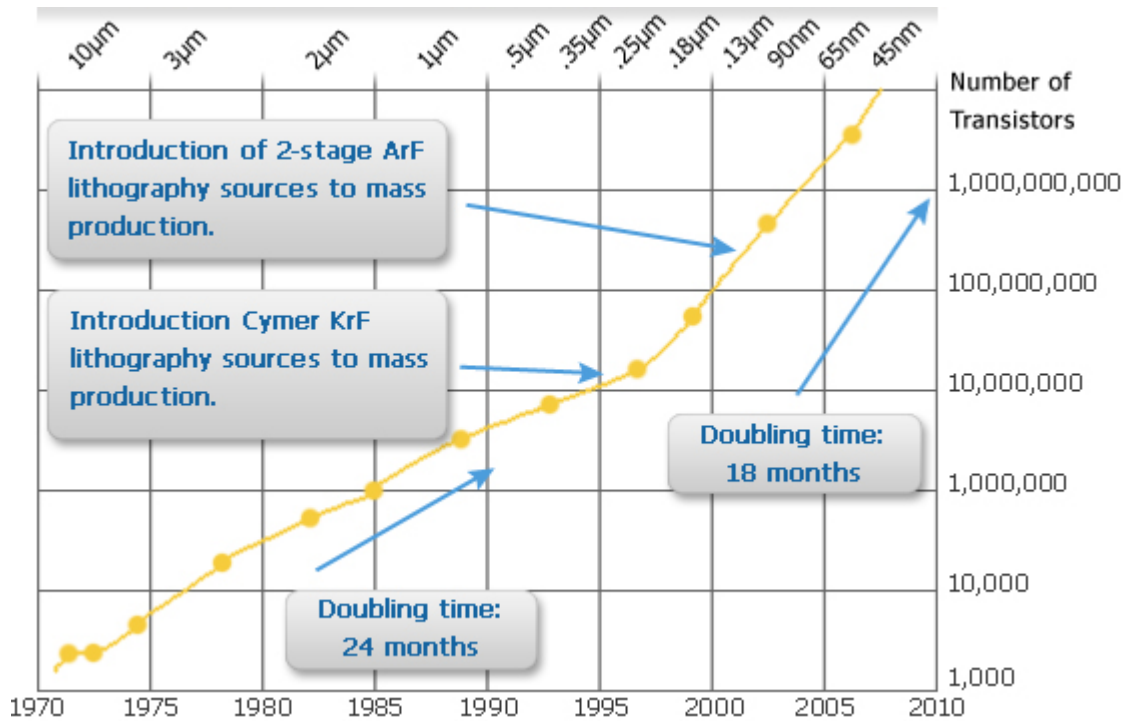 10µm 3µm 2µm 1µm .5µm .35µm .25µm .18µm .13µm 90nm 65nm 45nm
Number of
Transistors
Introduction of 2-stage ArF
lithography sources to mass
production.
1,000,000,000
100,000,000
Introduction Cymer KrF
lithography sources to mass
production.
10,000,000
Doubling time:
18 months
1,000,000
10,000
Doubling time:
24 months
1,000
1970 1975 1980 1985 1990 1995 2000 2005 2010